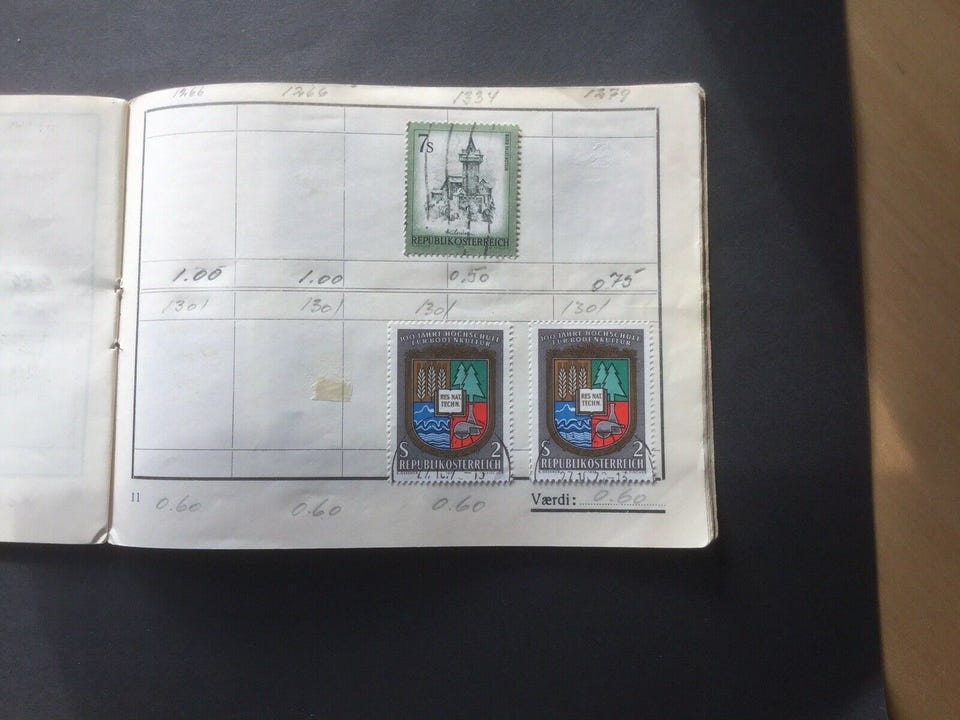 1266 1266 1334 1279
7s
REPUBLIK ÖSTERREICH
1.00 1.00 0.50 0.75
1301 1301 1301 1301
100 JAHRE HOCHSCHULE
FÜR BODENKULTUR
RES NAT.
TECHN.
S 2
REPUBLIK ÖSTERREICH
100 JAHRE HOCHSCHULE
FÜR BODENKULTUR
RES NAT.
TECHN.
S 2
REPUBLIK ÖSTERREICH
11 0.60 0.60 0.60 Værdi: 0.60